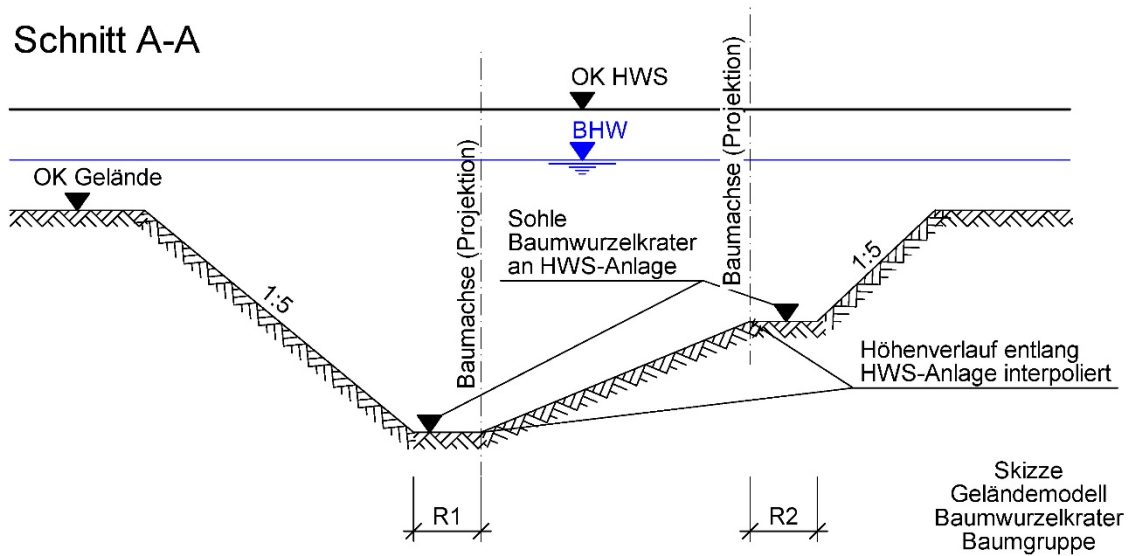 Schnitt A-A
OK HWS
BHW
OK Gelände
Baumachse (Projektion)
Baumachse (Projektion)
Sohle
Baumwurzelkrater
an HWS-Anlage
1:5
1:5
Höhenverlauf entlang
HWS-Anlage interpoliert
R1
R2
Skizze
Geländemodell
Baumwurzelkrater
Baumgruppe